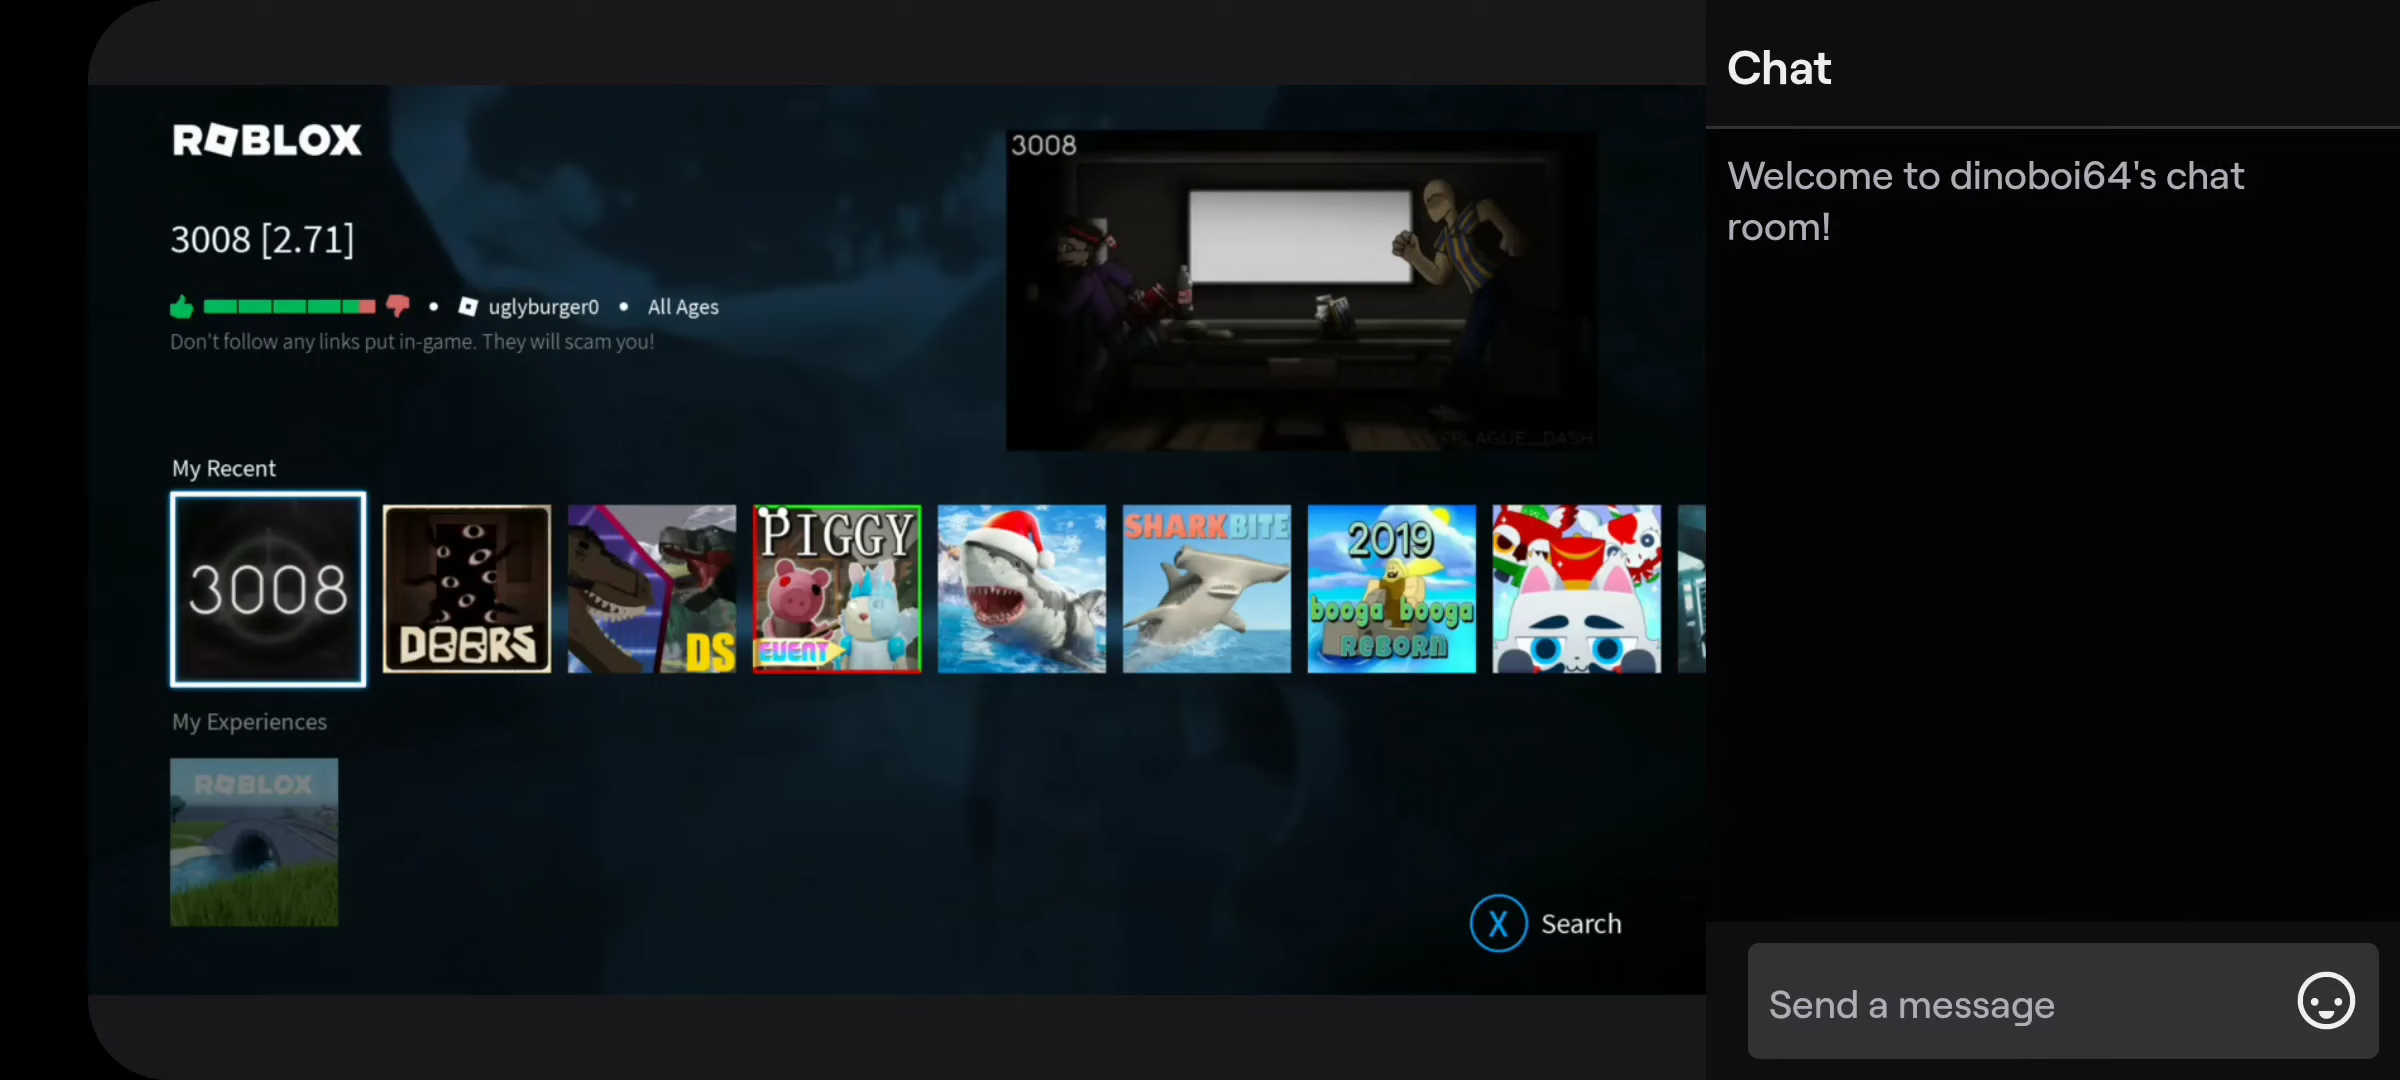 ROBLOX
3008 [2.71]
uglyburger0 • All Ages
Don't follow any links put in-game. They will scam you!
3008
PLAGUE_DASH
My Recent
3008
DOORS
DS
PIGGY
EVENT
SHARKBITE
2019
booga booga
REBORN
My Experiences
ROBLOX
X Search
Chat
Welcome to dinoboi64's chat
room!
Send a message